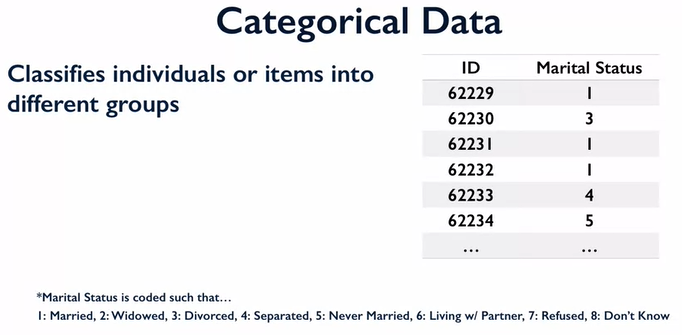 Categorical Data
Classifies individuals or items into
different groups
ID Marital Status
62229 1
62230 3
62231 1
62232 1
62233 4
62234 5
... ...
*Marital Status is coded such that...
1: Married, 2: Widowed, 3: Divorced, 4: Separated, 5: Never Married, 6: Living w/ Partner, 7: Refused, 8: Don't Know